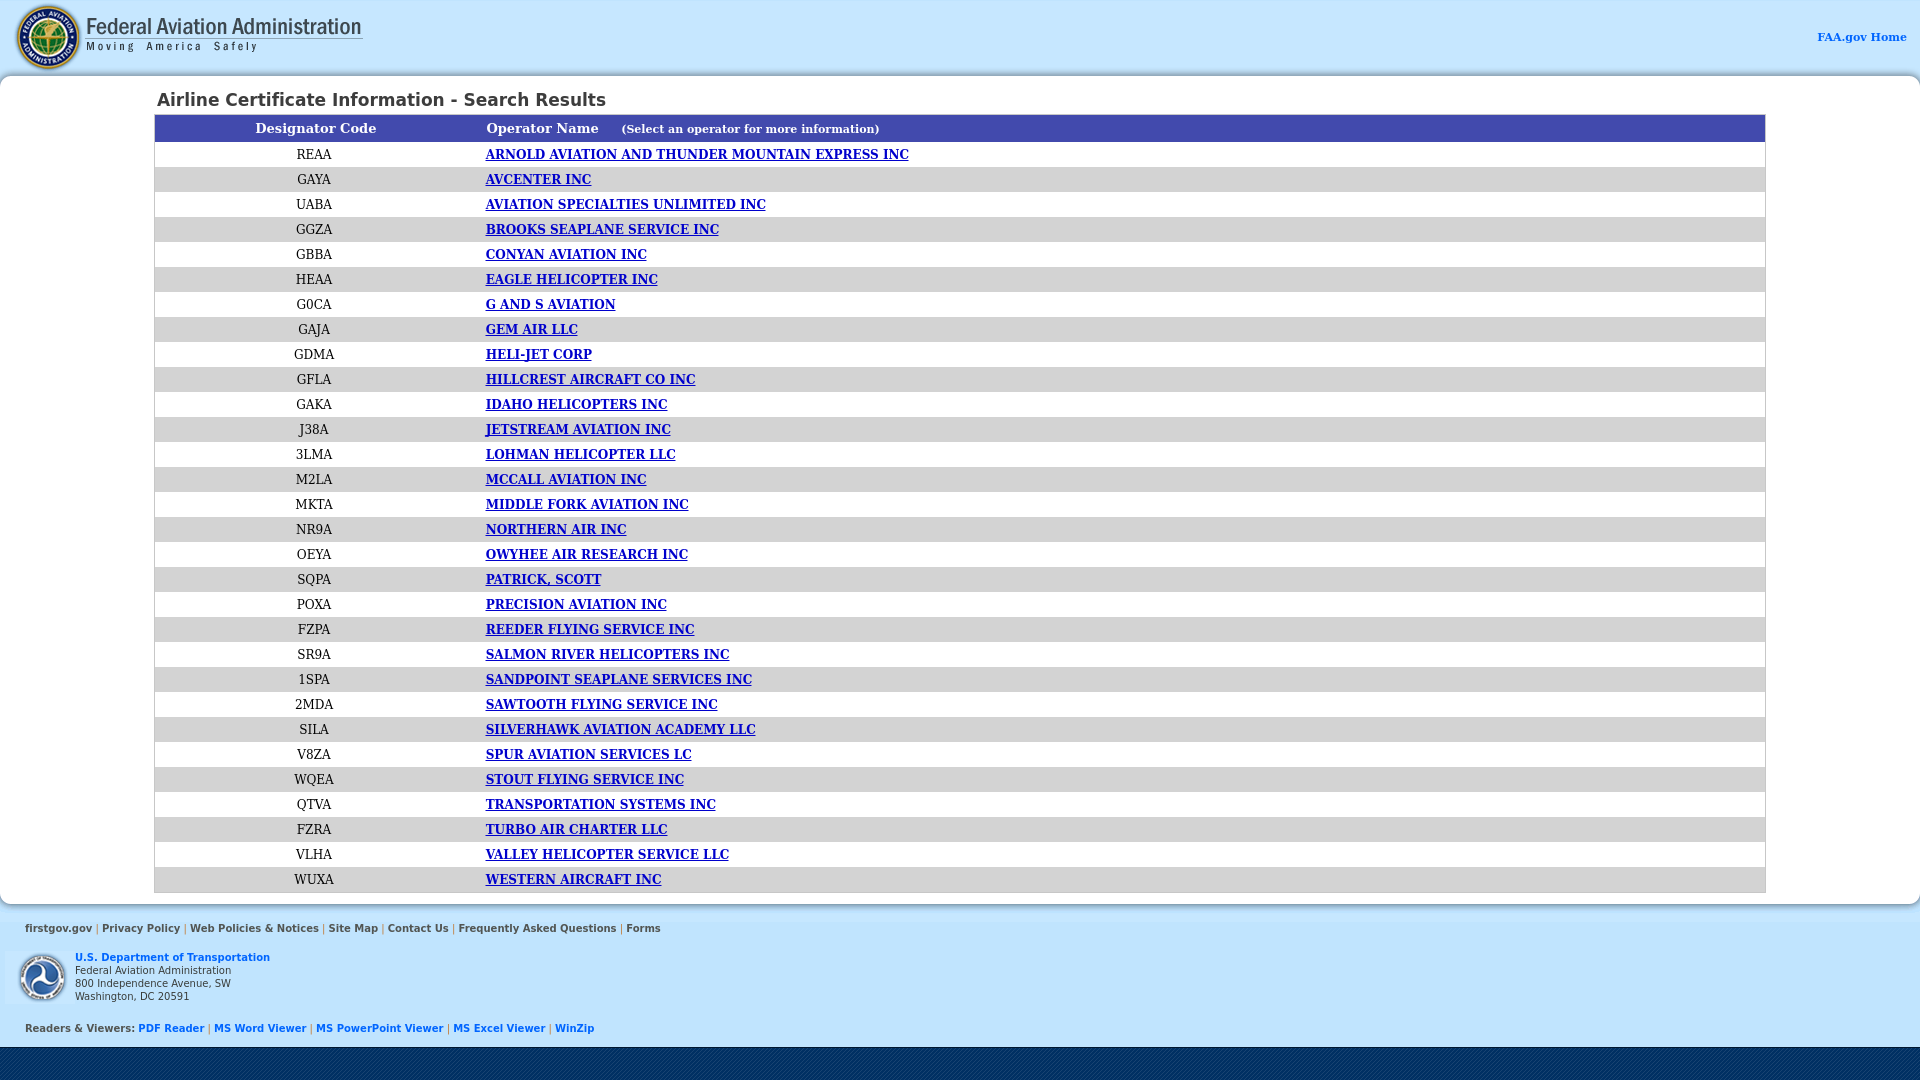 Federal Aviation Administration
Moving America Safely
FAA.gov Home
Airline Certificate Information - Search Results
Designator Code Operator Name (Select an operator for more information)
REAA ARNOLD AVIATION AND THUNDER MOUNTAIN EXPRESS INC
GAYA AVCENTER INC
UABA AVIATION SPECIALTIES UNLIMITED INC
GGZA BROOKS SEAPLANE SERVICE INC
GBBA CONYAN AVIATION INC
HEAA EAGLE HELICOPTER INC
G0CA G AND S AVIATION
GAJA GEM AIR LLC
GDMA HELI-JET CORP
GFLA HILLCREST AIRCRAFT CO INC
GAKA IDAHO HELICOPTERS INC
J38A JETSTREAM AVIATION INC
3LMA LOHMAN HELICOPTER LLC
M2LA MCCALL AVIATION INC
MKTA MIDDLE FORK AVIATION INC
NR9A NORTHERN AIR INC
OEYA OWYHEE AIR RESEARCH INC
SQPA PATRICK, SCOTT
POXA PRECISION AVIATION INC
FZPA REEDER FLYING SERVICE INC
SR9A SALMON RIVER HELICOPTERS INC
1SPA SANDPOINT SEAPLANE SERVICES INC
2MDA SAWTOOTH FLYING SERVICE INC
SILA SILVERHAWK AVIATION ACADEMY LLC
V8ZA SPUR AVIATION SERVICES LC
WQEA STOUT FLYING SERVICE INC
QTVA TRANSPORTATION SYSTEMS INC
FZRA TURBO AIR CHARTER LLC
VLHA VALLEY HELICOPTER SERVICE LLC
WUXA WESTERN AIRCRAFT INC
firstgov.gov | Privacy Policy | Web Policies & Notices | Site Map | Contact Us | Frequently Asked Questions | Forms
U.S. Department of Transportation
Federal Aviation Administration
800 Independence Avenue, SW
Washington, DC 20591
Readers & Viewers: PDF Reader | MS Word Viewer | MS PowerPoint Viewer | MS Excel Viewer | WinZip